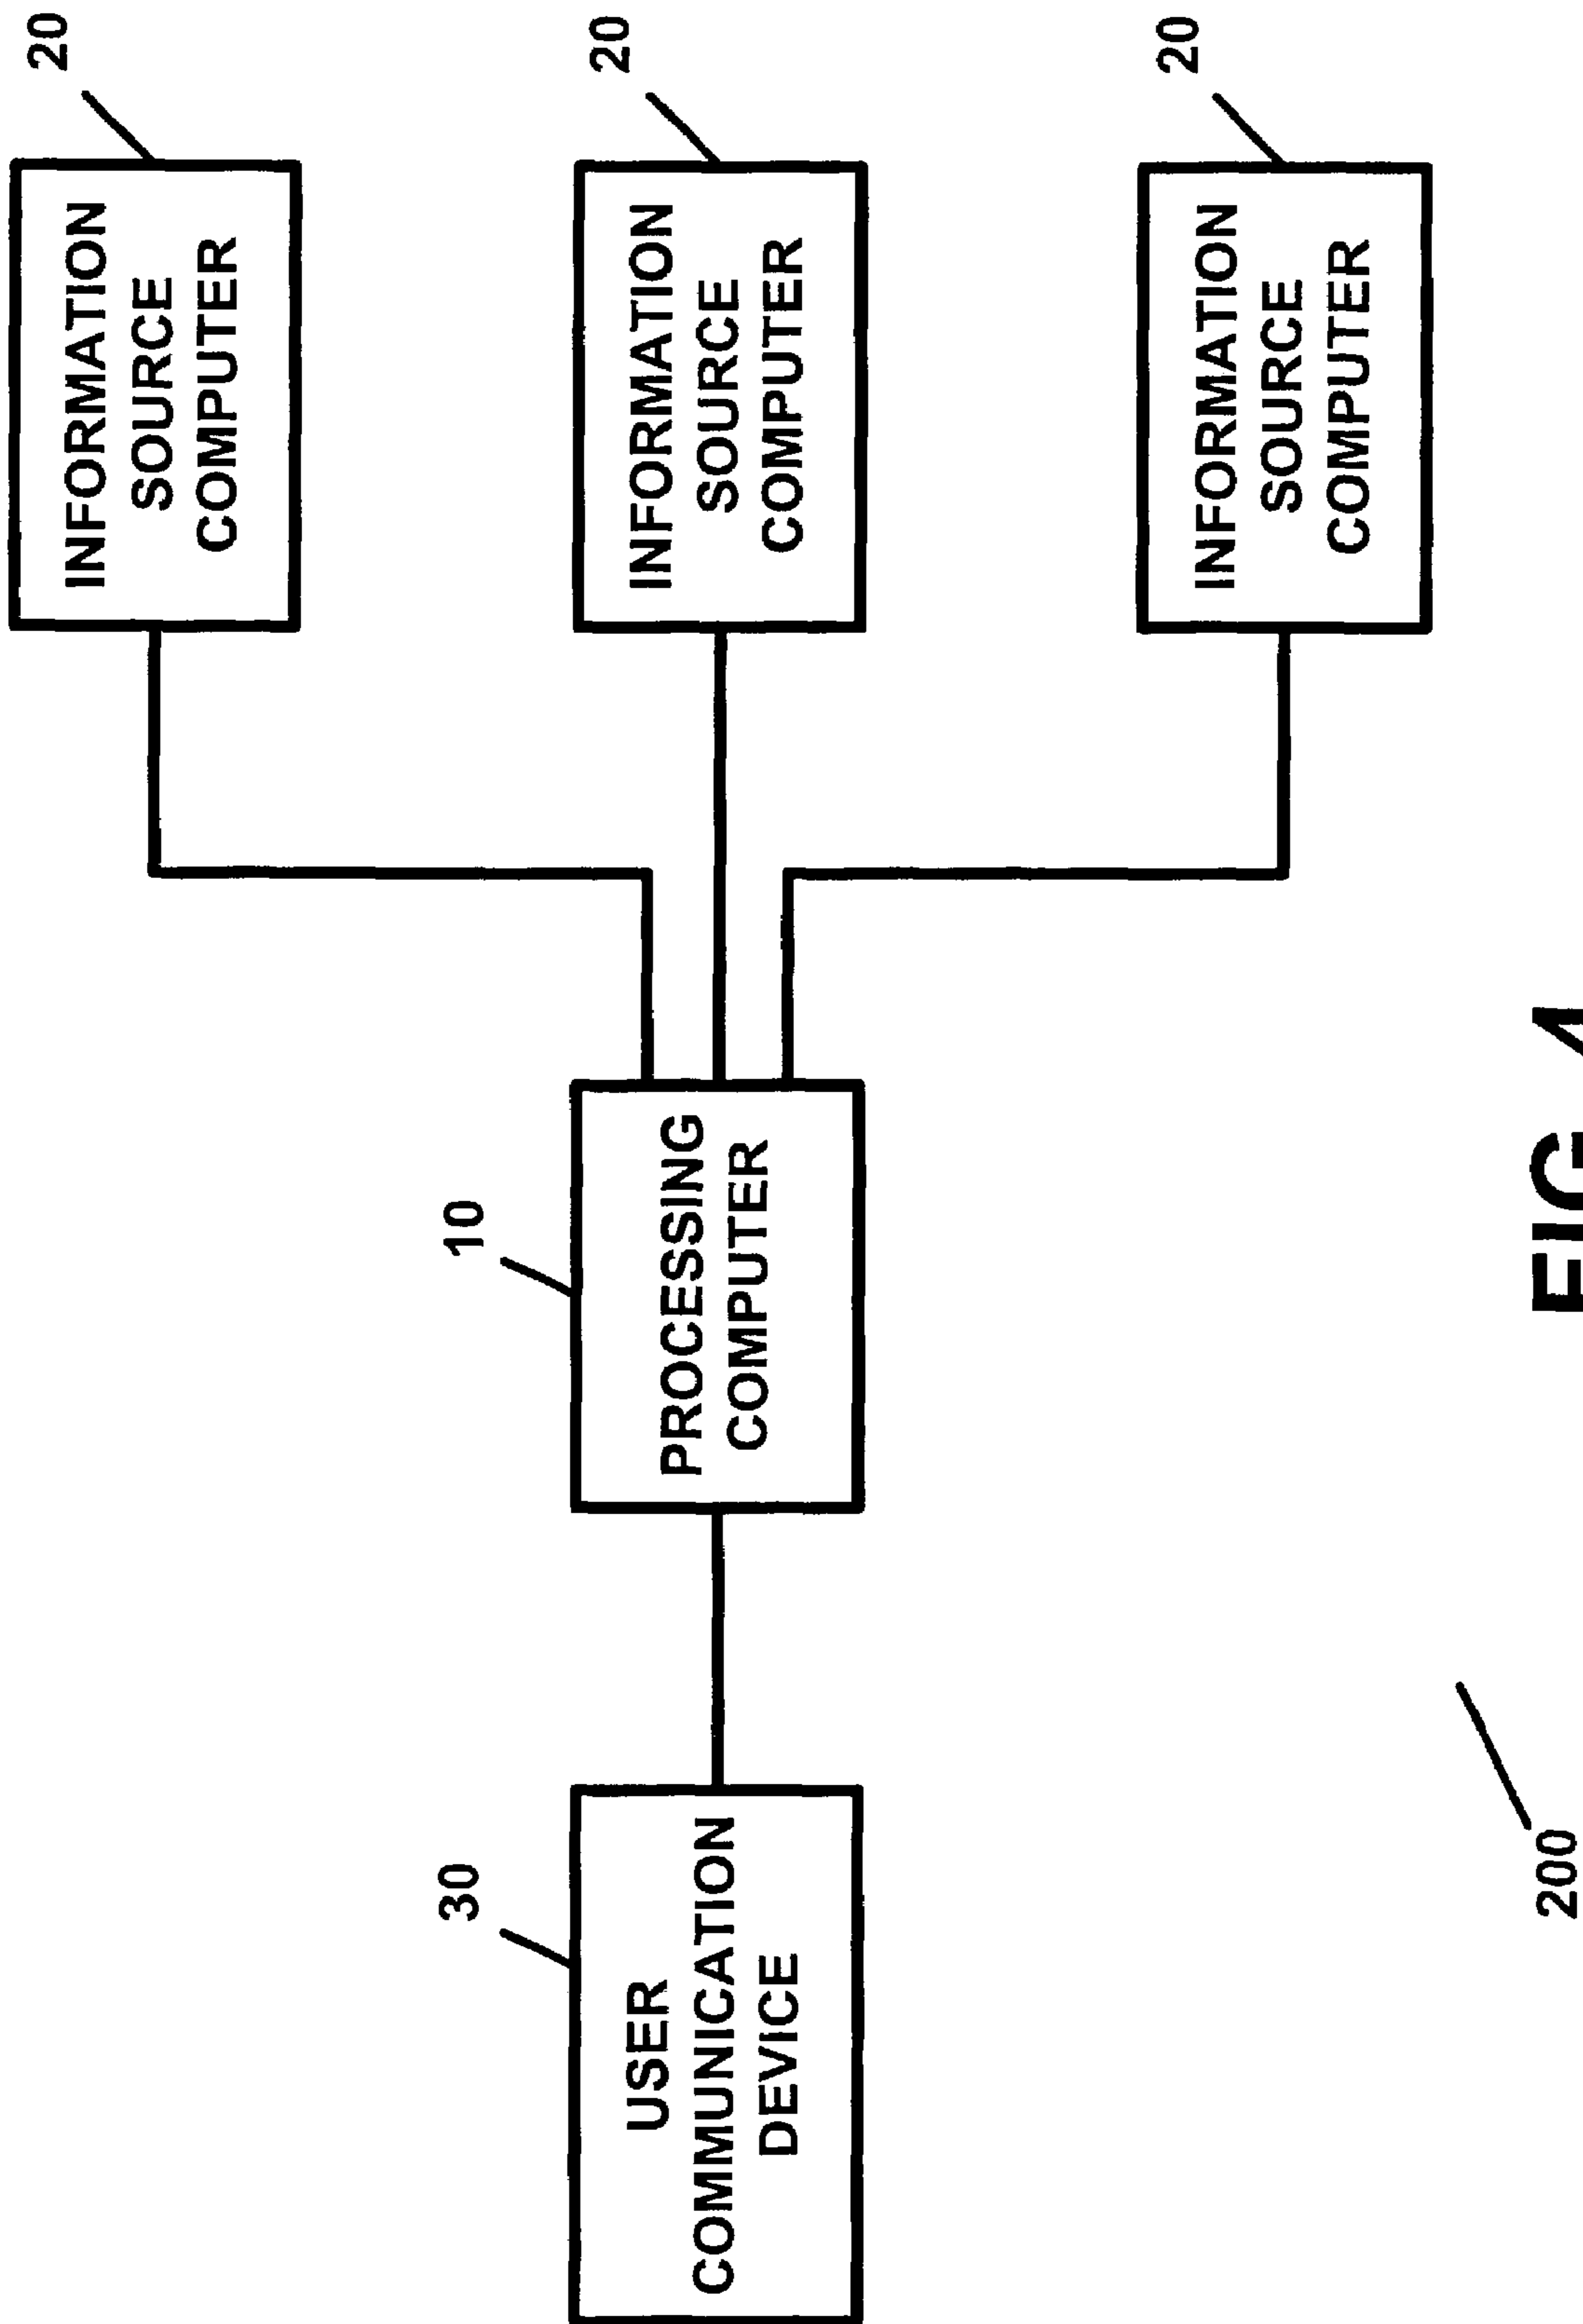 20
INFORMATION
SOURCE
COMPUTER
30
USER
COMMUNICATION
DEVICE
10
PROCESSING
COMPUTER
20
INFORMATION
SOURCE
COMPUTER
20
INFORMATION
SOURCE
COMPUTER
200
FIG